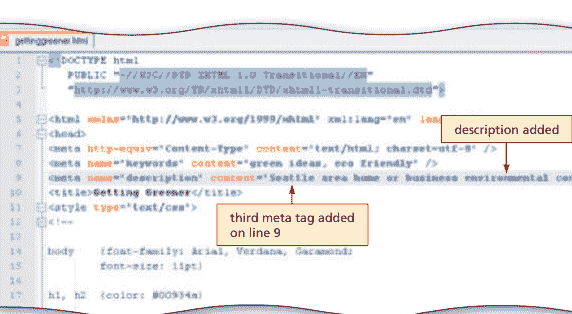 gettinggreener.html
1 <!DOCTYPE html
2 PUBLIC "-//W3C//DTD XHTML 1.0 Transitional//EN"
3 "http://www.w3.org/TR/xhtml1/DTD/xhtml1-transitional.dtd">
4
5 <html xmlns="http://www.w3.org/1999/xhtml" xml:lang="en" lan
6 <head>
7 <meta http-equiv="Content-Type" content="text/html; charset=utf-8" />
8 <meta name="keywords" content="green ideas, eco friendly" />
9 <meta name="description" content="Seattle area home or business environmental con
10 <title>Getting Greener</title>
11 <style type="text/css">
12 <!--
13
14 body {font-family: Arial, Verdana, Garamond;
15 font-size: 11pt}
16
17 h1, h2 {color: #00934a}
description added
third meta tag added
on line 9